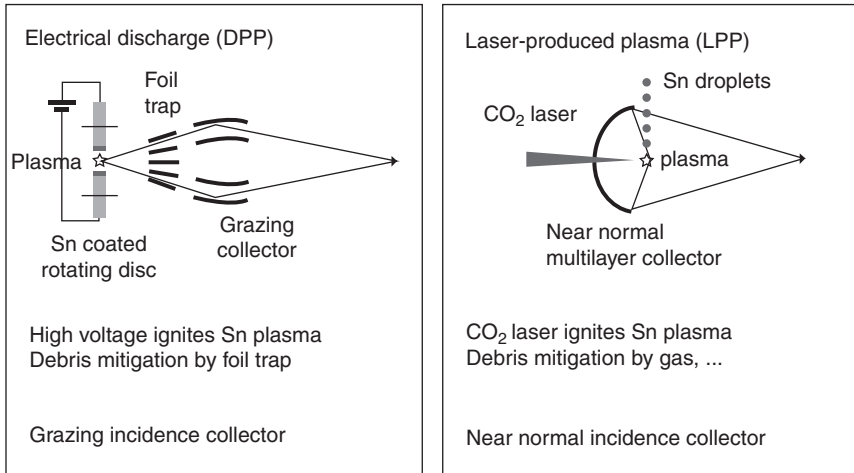 Electrical discharge (DPP)
Foil
trap
Plasma
Grazing
collector
Sn coated
rotating disc
High voltage ignites Sn plasma
Debris mitigation by foil trap
Grazing incidence collector
Laser-produced plasma (LPP)
Sn droplets
CO₂ laser
plasma
Near normal
multilayer collector
CO₂ laser ignites Sn plasma
Debris mitigation by gas, ...
Near normal incidence collector